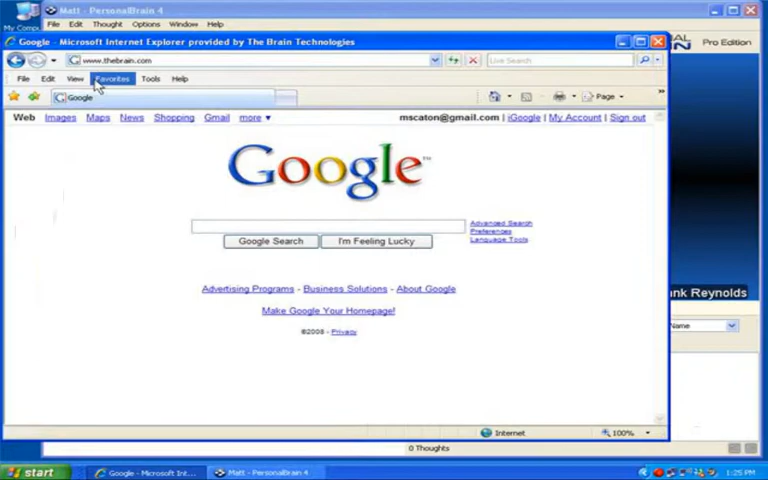 Matt - PersonalBrain 4
My Compu
File Edit Thought Options Window Help
Google - Microsoft Internet Explorer provided by The Brain Technologies
Pro Edition
www.thebrain.com
Live Search
File Edit View Favorites Tools Help
Google
Page
Web Images Maps News Shopping Gmail more ▼
mscaton@gmail.com | iGoogle | My Account | Sign out
Google™
Advanced Search
Preferences
Language Tools
Google Search I'm Feeling Lucky
Advertising Programs - Business Solutions - About Google
Make Google Your Homepage!
©2008 - Privacy
nk Reynolds
Name
Internet
100%
0 Thoughts
start
Google - Microsoft Int...
Matt - PersonalBrain 4
1:25 PM